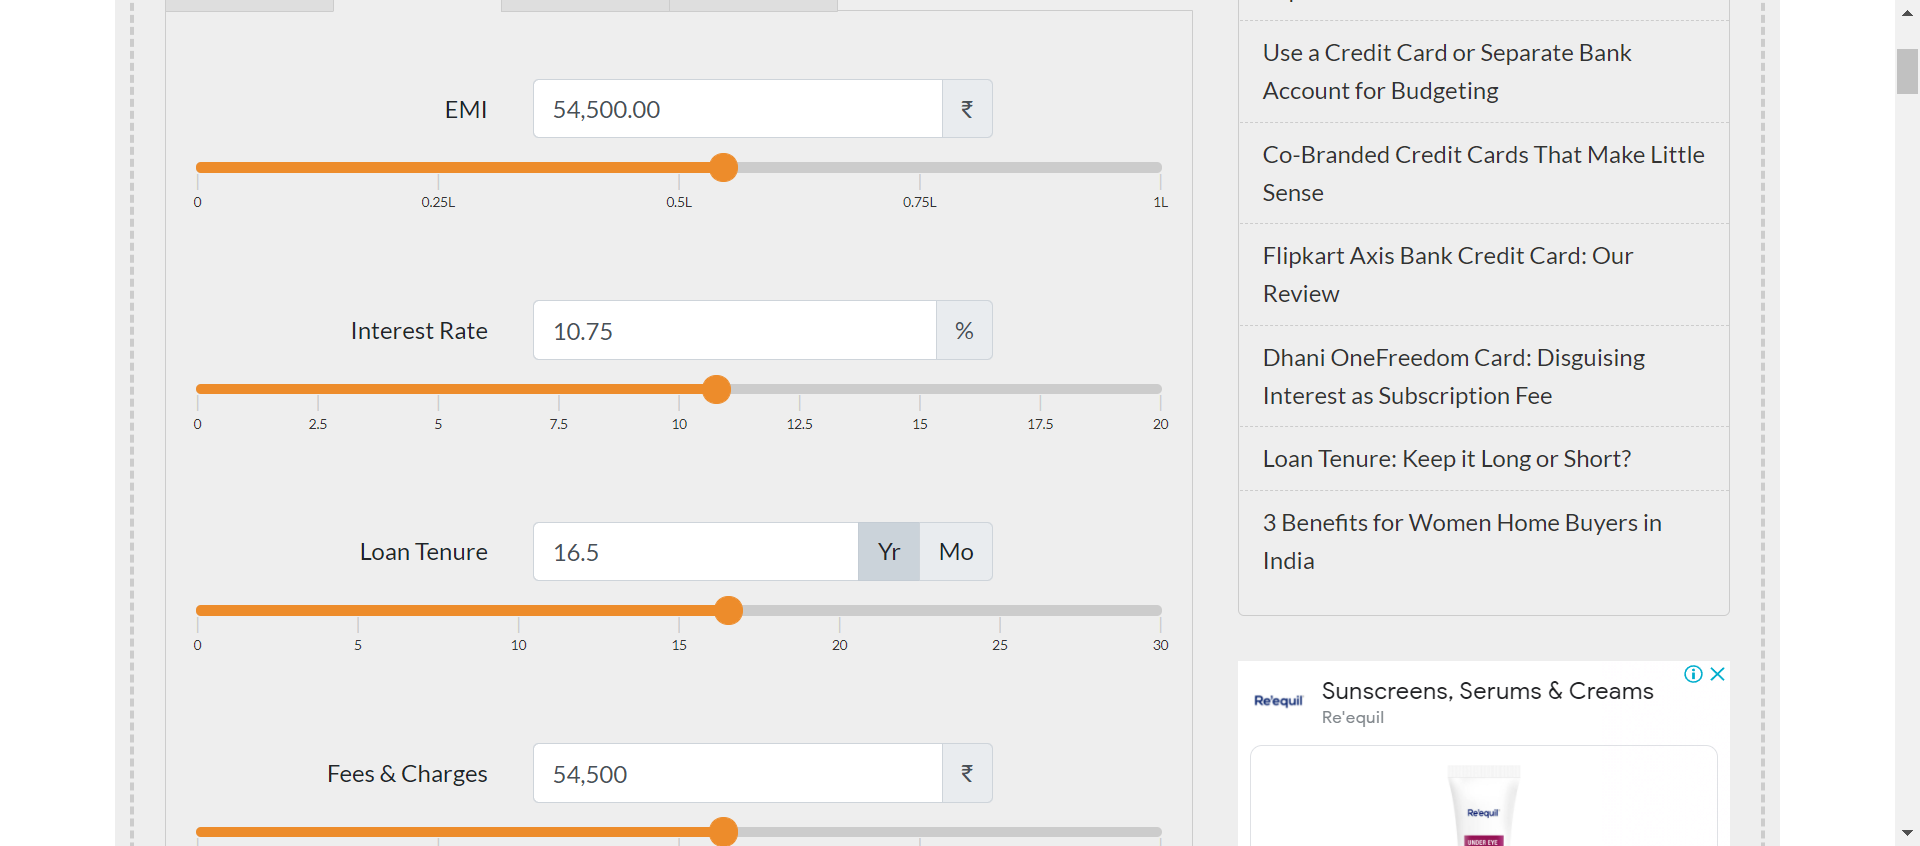 EMI
54,500.00
₹
0 0.25L 0.5L 0.75L 1L
Interest Rate
10.75
%
0 2.5 5 7.5 10 12.5 15 17.5 20
Loan Tenure
16.5
Yr
Mo
0 5 10 15 20 25 30
Fees & Charges
54,500
₹
Use a Credit Card or Separate Bank
Account for Budgeting
Co-Branded Credit Cards That Make Little
Sense
Flipkart Axis Bank Credit Card: Our
Review
Dhani OneFreedom Card: Disguising
Interest as Subscription Fee
Loan Tenure: Keep it Long or Short?
3 Benefits for Women Home Buyers in
India
Re'equil
Sunscreens, Serums & Creams
Re'equil
Re'equil
UNDER EYE